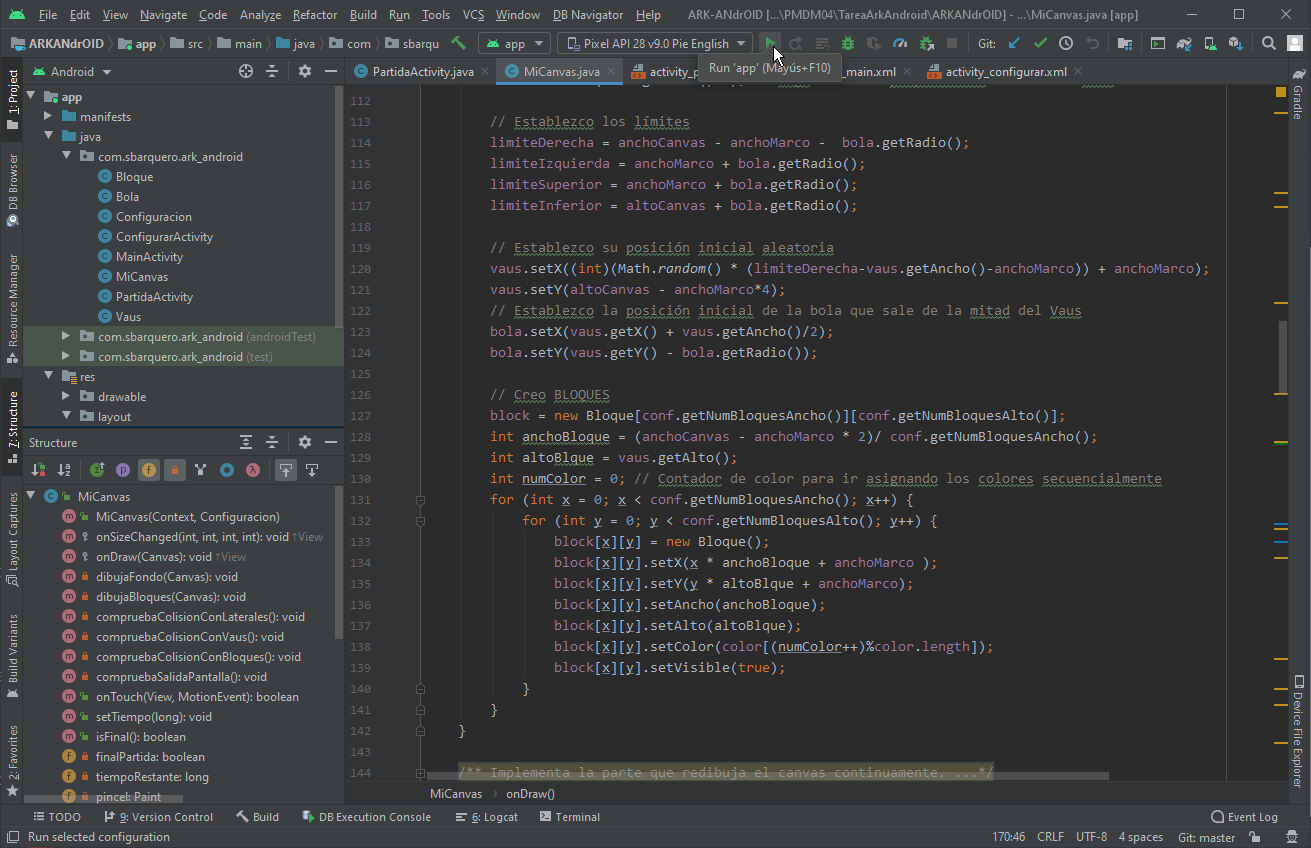 File Edit View Navigate Code Analyze Refactor Build Run Tools VCS Window DB Navigator Help ARK-ANdrOID [...\PMDM04\TareaArkAndroid\ARKANdrOID] - ...\MiCanvas.java [app]
ARKANdrOID app src main java com sbarqu app Pixel API 28 v9.0 Pie English Git:
Run 'app' (Mayús+F10)
Android
PartidaActivity.java MiCanvas.java activity_p _main.xml activity_configurar.xml
1: Project
DB Browser
Resource Manager
7: Structure
Layout Captures
Build Variants
2: Favorites
app
manifests
java
com.sbarquero.ark_android
Bloque
Bola
Configuracion
ConfigurarActivity
MainActivity
MiCanvas
PartidaActivity
Vaus
com.sbarquero.ark_android (androidTest)
com.sbarquero.ark_android (test)
res
drawable
layout
Structure
MiCanvas
MiCanvas(Context, Configuracion)
onSizeChanged(int, int, int, int): void ↑View
onDraw(Canvas): void ↑View
dibujaFondo(Canvas): void
dibujaBloques(Canvas): void
compruebaColisionConLaterales(): void
compruebaColisionConVaus(): void
compruebaColisionConBloques(): void
compruebaSalidaPantalla(): void
onTouch(View, MotionEvent): boolean
setTiempo(long): void
isFinal(): boolean
finalPartida: boolean
tiempoRestante: long
pincel: Paint
112
113 // Establezco los límites
114 limiteDerecha = anchoCanvas - anchoMarco - bola.getRadio();
115 limiteIzquierda = anchoMarco + bola.getRadio();
116 limiteSuperior = anchoMarco + bola.getRadio();
117 limiteInferior = altoCanvas + bola.getRadio();
118
119 // Establezco su posición inicial aleatoria
120 vaus.setX((int)(Math.random() * (limiteDerecha-vaus.getAncho()-anchoMarco)) + anchoMarco);
121 vaus.setY(altoCanvas - anchoMarco*4);
122 // Establezco la posición inicial de la bola que sale de la mitad del Vaus
123 bola.setX(vaus.getX() + vaus.getAncho()/2);
124 bola.setY(vaus.getY() - bola.getRadio());
125
126 // Creo BLOQUES
127 block = new Bloque[conf.getNumBloquesAncho()][conf.getNumBloquesAlto()];
128 int anchoBloque = (anchoCanvas - anchoMarco * 2)/ conf.getNumBloquesAncho();
129 int altoBlque = vaus.getAlto();
130 int numColor = 0; // Contador de color para ir asignando los colores secuencialmente
131 for (int x = 0; x < conf.getNumBloquesAncho(); x++) {
132 for (int y = 0; y < conf.getNumBloquesAlto(); y++) {
133 block[x][y] = new Bloque();
134 block[x][y].setX(x * anchoBloque + anchoMarco );
135 block[x][y].setY(y * altoBlque + anchoMarco);
136 block[x][y].setAncho(anchoBloque);
137 block[x][y].setAlto(altoBlque);
138 block[x][y].setColor(color[(numColor++)%color.length]);
139 block[x][y].setVisible(true);
140 }
141 }
142 }
143
144 /** Implementa la parte que redibuja el canvas continuamente. ...*/
MiCanvas › onDraw()
Gradle
Device File Explorer
TODO 9: Version Control Build DB Execution Console 6: Logcat Terminal Event Log
Run selected configuration 170:46 CRLF UTF-8 4 spaces Git: master